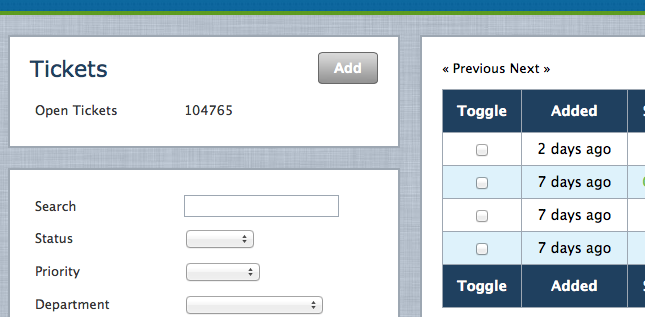 Tickets
Add
Open Tickets 104765
Search
Status
Priority
Department
« Previous Next »
Toggle Added
2 days ago
7 days ago
7 days ago
7 days ago
Toggle Added